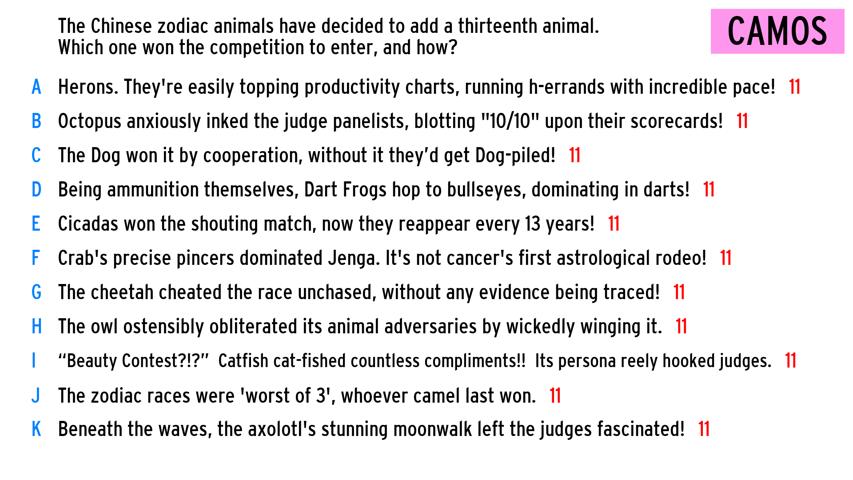 The Chinese zodiac animals have decided to add a thirteenth animal.
Which one won the competition to enter, and how?
CAMOS
A Herons. They're easily topping productivity charts, running h-errands with incredible pace! 11
B Octopus anxiously inked the judge panelists, blotting "10/10" upon their scorecards! 11
C The Dog won it by cooperation, without it they’d get Dog-piled! 11
D Being ammunition themselves, Dart Frogs hop to bullseyes, dominating in darts! 11
E Cicadas won the shouting match, now they reappear every 13 years! 11
F Crab's precise pincers dominated Jenga. It's not cancer's first astrological rodeo! 11
G The cheetah cheated the race unchased, without any evidence being traced! 11
H The owl ostensibly obliterated its animal adversaries by wickedly winging it. 11
I “Beauty Contest?!?” Catfish cat-fished countless compliments!! Its persona reely hooked judges. 11
J The zodiac races were 'worst of 3', whoever camel last won. 11
K Beneath the waves, the axolotl's stunning moonwalk left the judges fascinated! 11